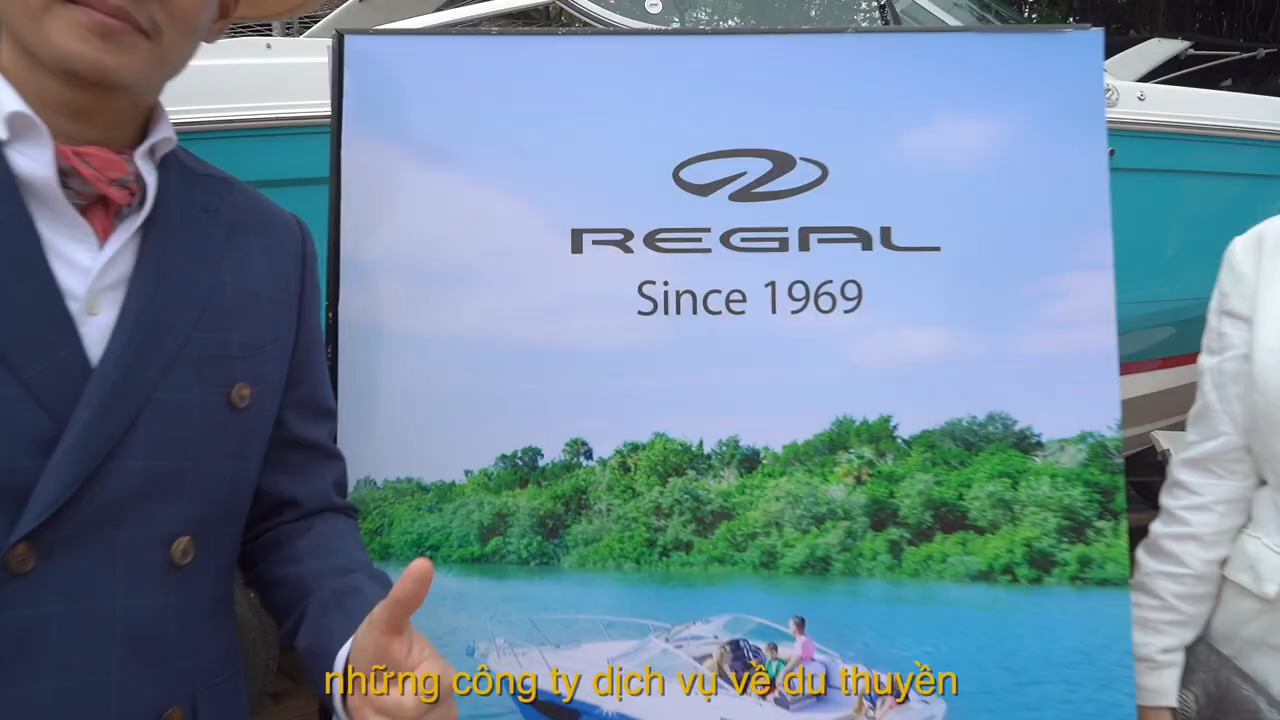 REGAL
Since 1969
những công ty dịch vụ về du thuyền